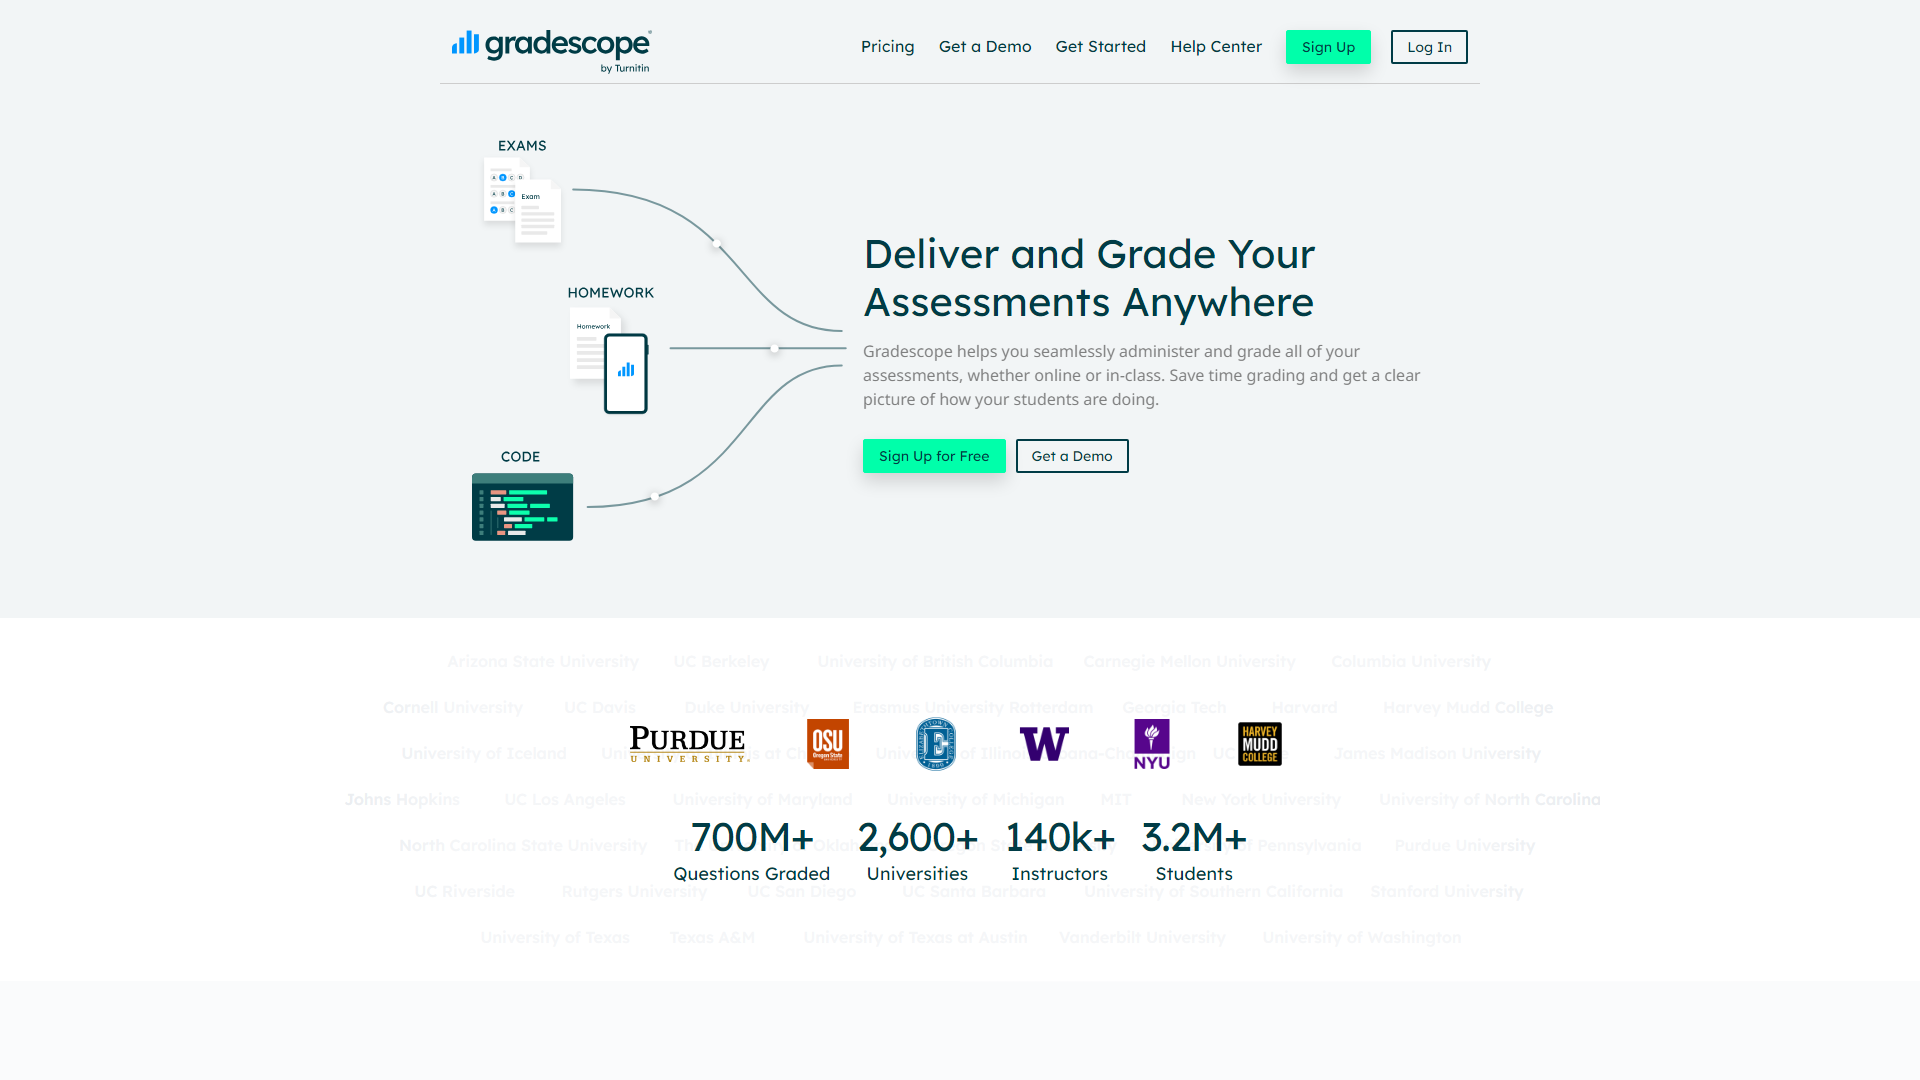 gradescope
by Turnitin
Pricing
Get a Demo
Get Started
Help Center
Sign Up
Log In
EXAMS
A B C D
A B C
A B C
Exam
HOMEWORK
Homework
CODE
Deliver and Grade Your
Assessments Anywhere
Gradescope helps you seamlessly administer and grade all of your
assessments, whether online or in-class. Save time grading and get a clear
picture of how your students are doing.
Sign Up for Free
Get a Demo
Arizona State University UC Berkeley University of British Columbia Carnegie Mellon University Columbia University
Cornell University UC Davis Duke University Erasmus University Rotterdam Georgia Tech Harvard Harvey Mudd College
PURDUE
UNIVERSITY
OSU
Oregon State
E
1899
W
NYU
HARVEY
MUDD
COLLEGE
University of Iceland of UC James Madison University
Johns Hopkins UC Los Angeles University of Maryland University of Michigan MIT New York University University of North Carolina
700M+
Questions Graded
2,600+
Universities
140k+
Instructors
3.2M+
Students
North Carolina State University of Pennsylvania Purdue University
UC Riverside Rutgers University UC San Diego UC Santa Barbara University of Southern California Stanford University
University of Texas Texas A&M University of Texas at Austin Vanderbilt University University of Washington